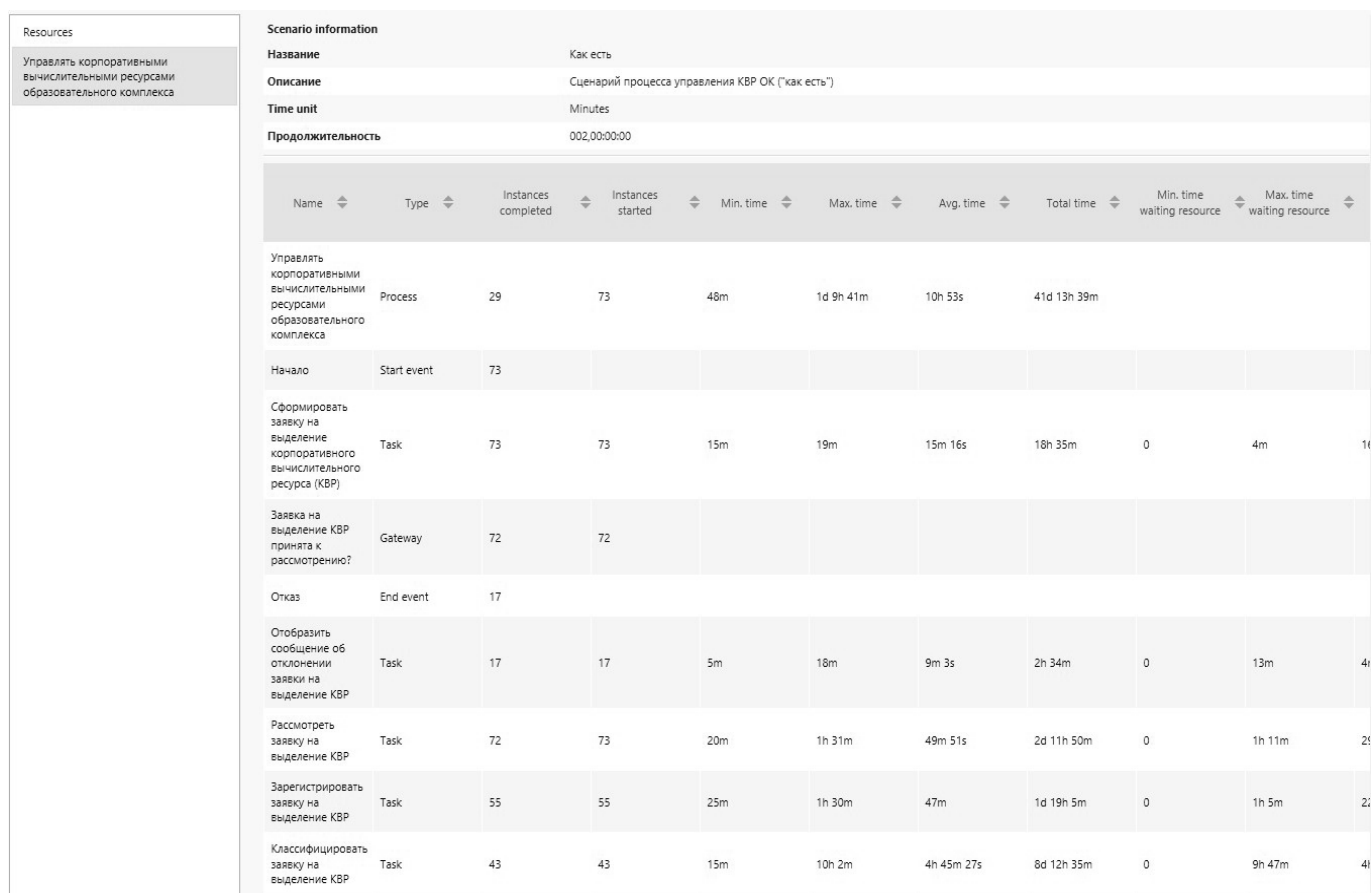 Resources
Управлять корпоративными
вычислительными ресурсами
образовательного комплекса
Scenario information
Название Как есть
Описание Сценарий процесса управления КВР ОК ("как есть")
Time unit Minutes
Продолжительность 002,00:00:00
Name Type Instances completed Instances started Min. time Max. time Avg. time Total time Min. time waiting resource Max. time waiting resource
Управлять
корпоративными
вычислительными
ресурсами
образовательного
комплекса
Process 29 73 48m 1d 9h 41m 10h 53s 41d 13h 39m
Начало Start event 73
Сформировать
заявку на
выделение
корпоративного
вычислительного
ресурса (КВР)
Task 73 73 15m 19m 15m 16s 18h 35m 0 4m
Заявка на
выделение КВР
принята к
рассмотрению?
Gateway 72 72
Отказ End event 17
Отобразить
сообщение об
отклонении
заявки на
выделение КВР
Task 17 17 5m 18m 9m 3s 2h 34m 0 13m
Рассмотреть
заявку на
выделение КВР
Task 72 73 20m 1h 31m 49m 51s 2d 11h 50m 0 1h 11m
Зарегистрировать
заявку на
выделение КВР
Task 55 55 25m 1h 30m 47m 1d 19h 5m 0 1h 5m
Классифицировать
заявку на
выделение КВР
Task 43 43 15m 10h 2m 4h 45m 27s 8d 12h 35m 0 9h 47m